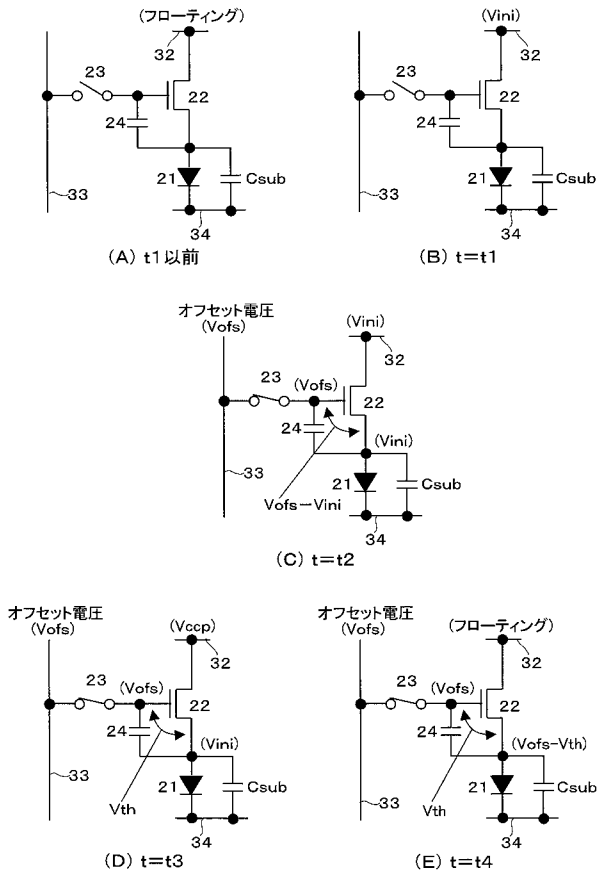 (フローティング)
32
23
22
24
21
Csub
33
34
(A) t1以前
(Vini)
32
23
22
24
21
Csub
33
34
(B) t=t1
オフセット電圧
(Vofs)
(Vini)
32
23
(Vofs)
22
24
(Vini)
33
21
Csub
Vofs−Vini
34
(C) t=t2
オフセット電圧
(Vofs)
(Vccp)
32
23
(Vofs)
22
24
(Vini)
33
21
Csub
Vth
34
(D) t=t3
オフセット電圧
(Vofs)
(フローティング)
32
23
(Vofs)
22
24
(Vofs−Vth)
33
21
Csub
Vth
34
(E) t=t4